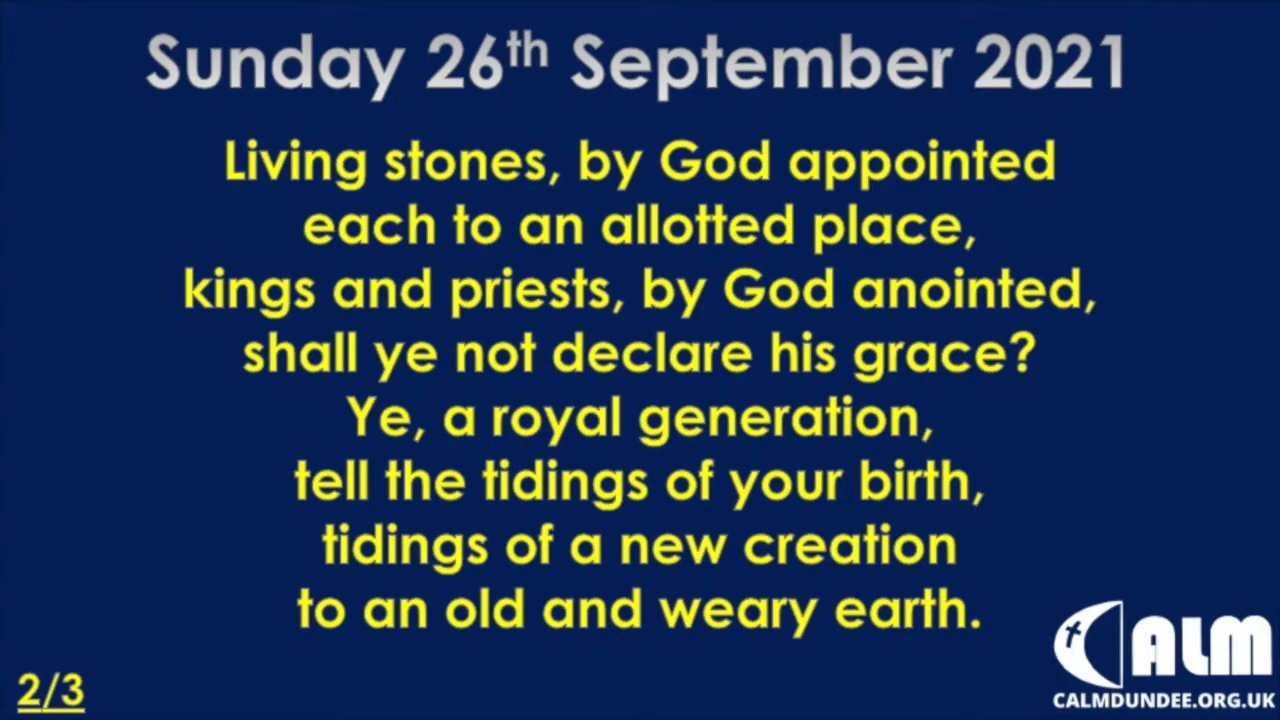 Sunday 26th September 2021
Living stones, by God appointed
each to an allotted place,
kings and priests, by God anointed,
shall ye not declare his grace?
Ye, a royal generation,
tell the tidings of your birth,
tidings of a new creation
to an old and weary earth.
CALM
CALMDUNDEE.ORG.UK
2/3